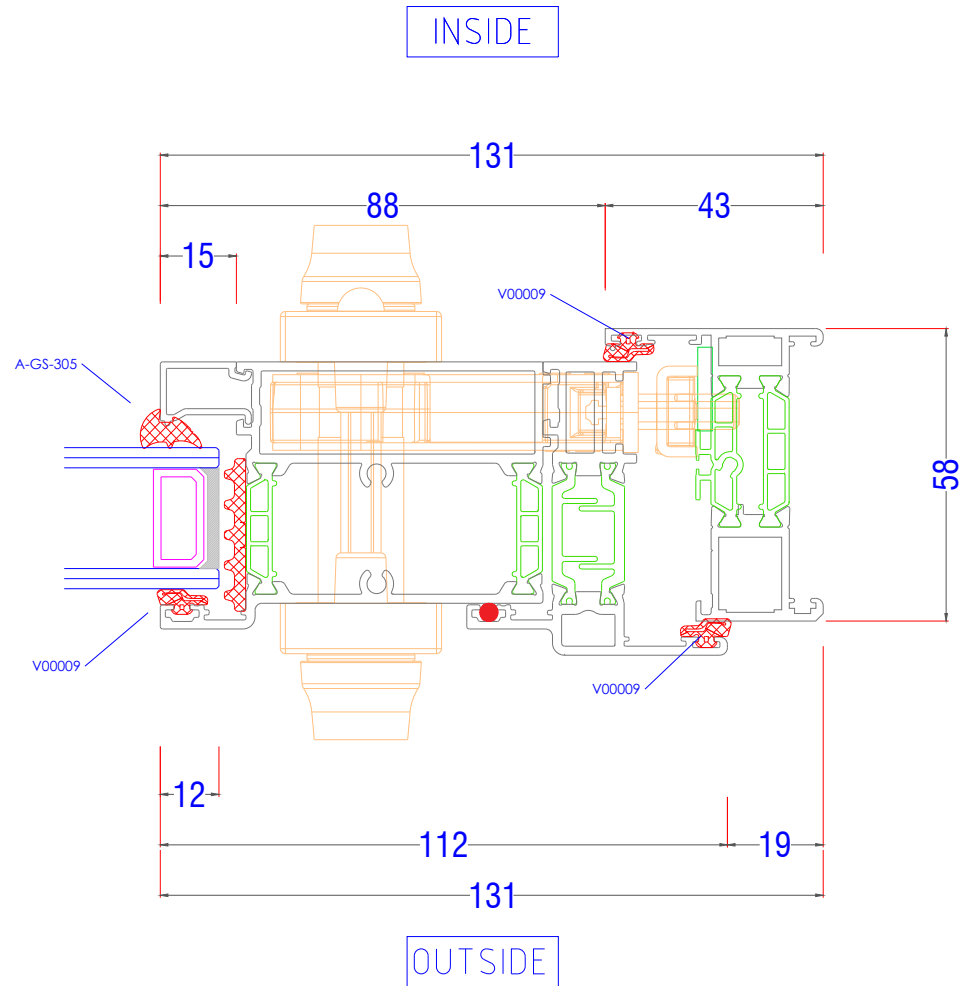 INSIDE
131
88
43
15
V00009
A-GS-305
58
V00009
V00009
12
112
19
131
OUTSIDE